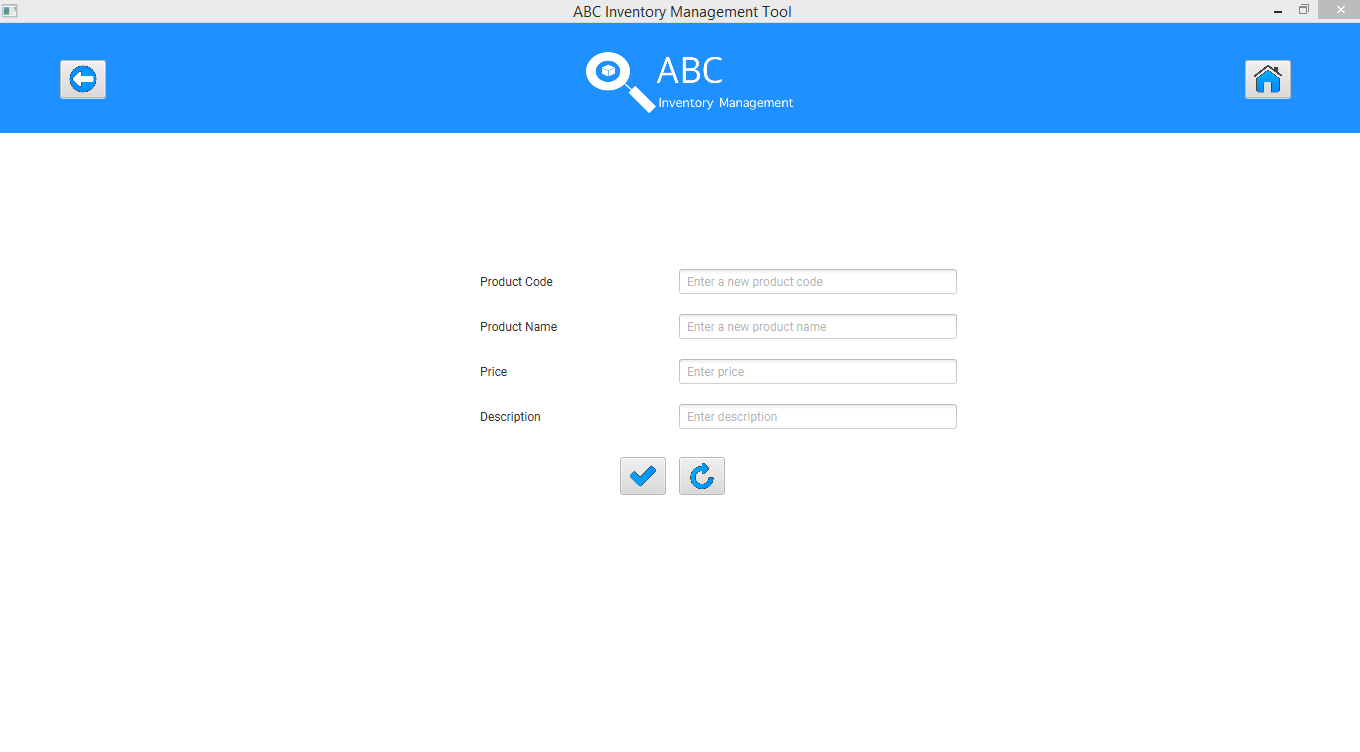 ABC Inventory Management Tool
ABC
Inventory Management
Product Code
Enter a new product code
Product Name
Enter a new product name
Price
Enter price
Description
Enter description